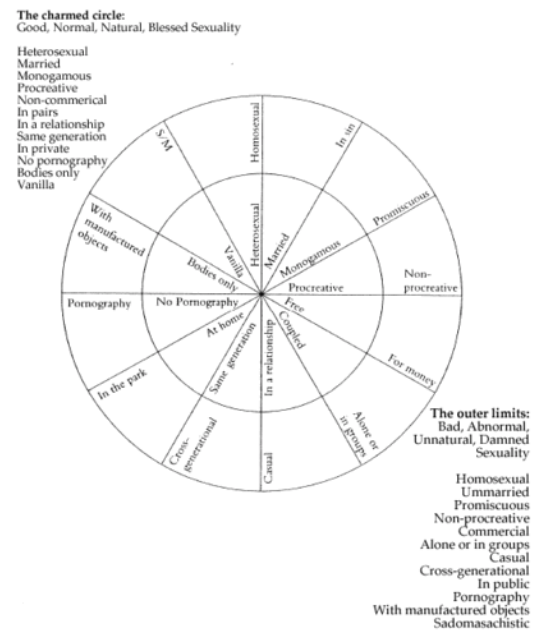 The charmed circle:
Good, Normal, Natural, Blessed Sexuality
Heterosexual
Married
Monogamous
Procreative
Non-commerical
In pairs
In a relationship
Same generation
In private
No pornography
Bodies only
Vanilla
S/M
Homosexual
In sin
Promiscuous
Non-
procreative
For money
Alone or
in groups
Casual
Cross-
generational
In the park
Pornography
With
manufactured
objects
Vanilla
Heterosexual
Married
Monogamous
Procreative
Free
Coupled
In a relationship
Same generation
At home
No Pornography
Bodies only
The outer limits:
Bad, Abnormal,
Unnatural, Damned
Sexuality
Homosexual
Ummarried
Promiscuous
Non-procreative
Commercial
Alone or in groups
Casual
Cross-generational
In public
Pornography
With manufactured objects
Sadomasachistic